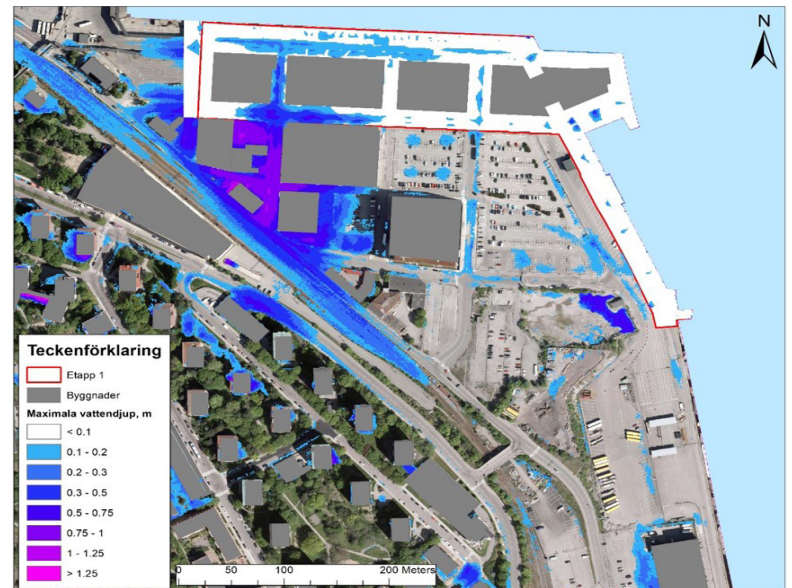 N
Teckenförklaring
Etapp 1
Byggnader
Maximala vattendjup, m
< 0.1
0.1 - 0.2
0.2 - 0.3
0.3 - 0.5
0.5 - 0.75
0.75 - 1
1 - 1.25
> 1.25
0 50 100 200 Meters